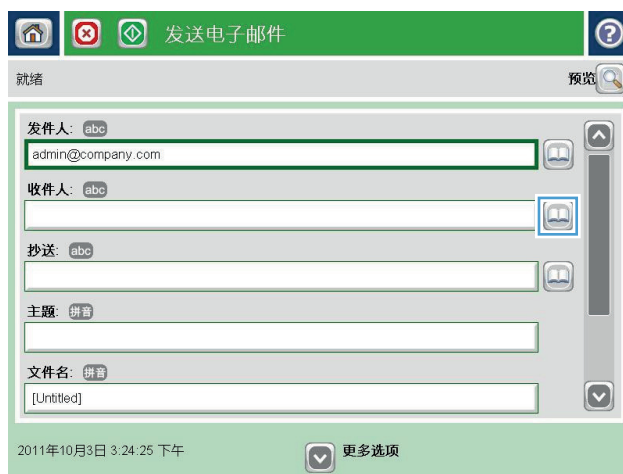 发送电子邮件
?
就绪
预览
发件人: abc
admin@company.com
收件人: abc
抄送: abc
主题: 拼音
文件名: 拼音
[Untitled]
2011年10月3日 3:24:25 下午
更多选项